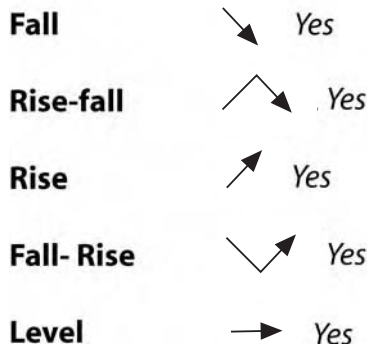 Fall Yes
Rise-fall Yes
Rise Yes
Fall- Rise Yes
Level Yes